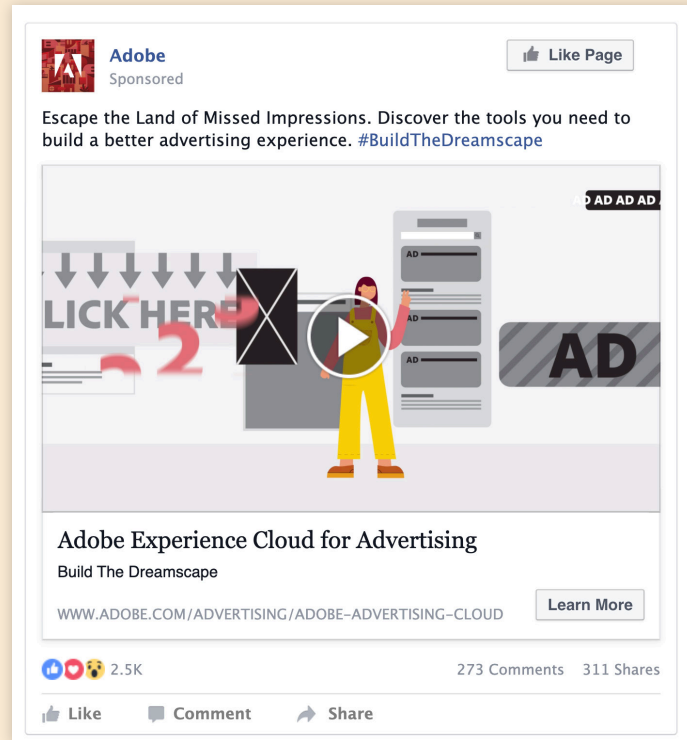 Adobe
Sponsored
Like Page
Escape the Land of Missed Impressions. Discover the tools you need to
build a better advertising experience. #BuildTheDreamscape
AD AD AD
LICK HERE
2
AD
AD
AD
AD
Adobe Experience Cloud for Advertising
Build The Dreamscape
WWW.ADOBE.COM/ADVERTISING/ADOBE-ADVERTISING-CLOUD
Learn More
2.5K
273 Comments 311 Shares
Like Comment Share